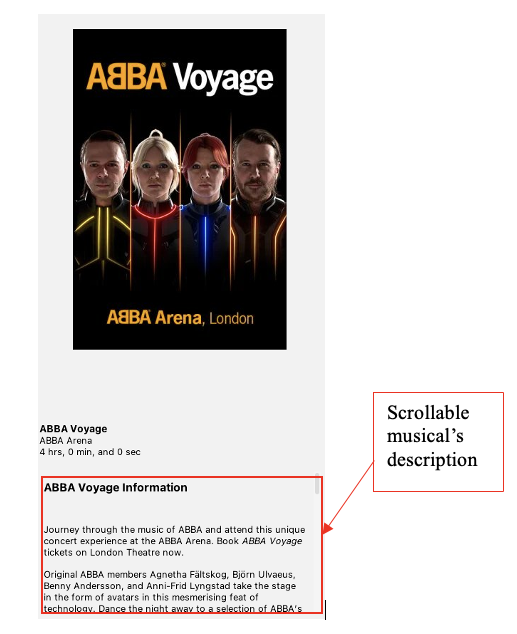 ABBA Voyage
ABBA Arena, London
ABBA Voyage
ABBA Arena
4 hrs, 0 min, and 0 sec
ABBA Voyage Information
Journey through the music of ABBA and attend this unique
concert experience at the ABBA Arena. Book ABBA Voyage
tickets on London Theatre now.
Original ABBA members Agnetha Fältskog, Björn Ulvaeus,
Benny Andersson, and Anni-Frid Lyngstad take the stage
in the form of avatars in this mesmerising feat of
technology. Dance the night away to a selection of ABBA's
Scrollable
musical's
description